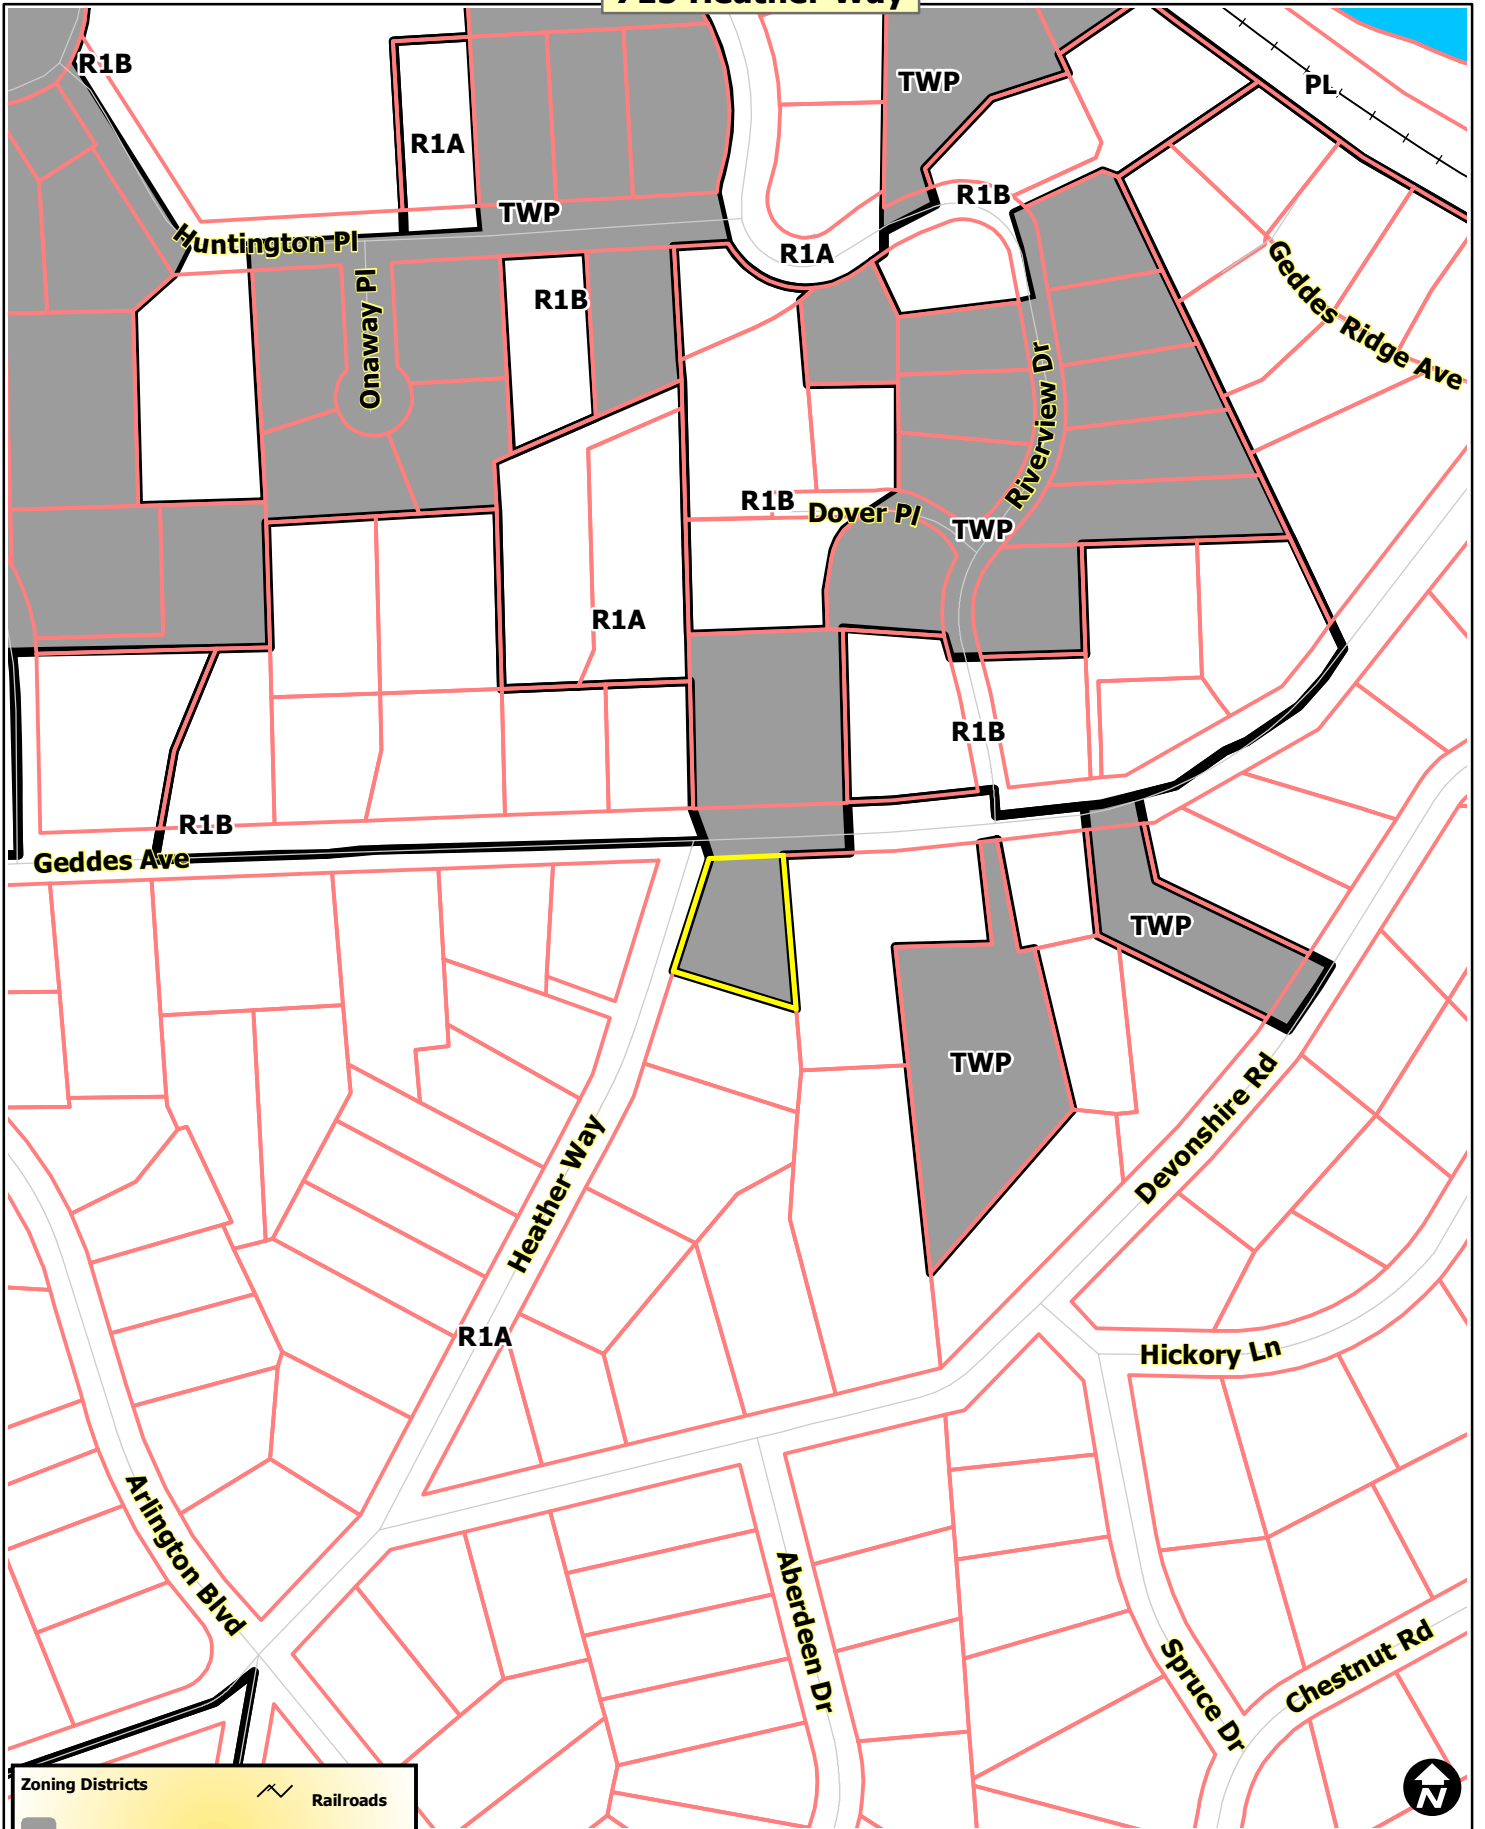 R1B
TWP
PL
R1A
R1B
TWP
Huntington Pl
R1A
Geddes Ridge Ave
Onaway Pl
R1B
Riverview Dr
R1B
Dover Pl
TWP
R1A
R1B
R1B
Geddes Ave
TWP
TWP
Devonshire Rd
Heather Way
R1A
Hickory Ln
Arlington Blvd
Aberdeen Dr
Spruce Dr
Chestnut Rd
Zoning Districts
Railroads
N